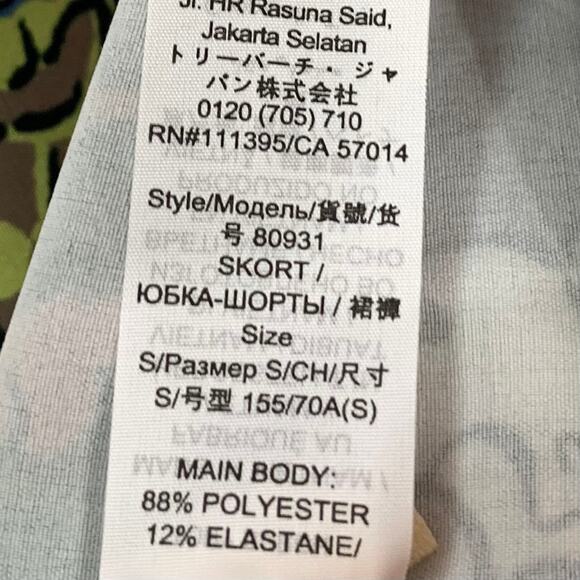 Jl. HR Rasuna Said,
Jakarta Selatan
トリーバーチ・ジャ
パン株式会社
0120 (705) 710
RN#111395/CA 57014
Style/Модель/貨號/货
号 80931
SKORT /
ЮБКА-ШОРТЫ / 裙褲
Size
S/Размер S/CH/尺寸
S/号型 155/70A(S)
MAIN BODY:
88% POLYESTER
12% ELASTANE/